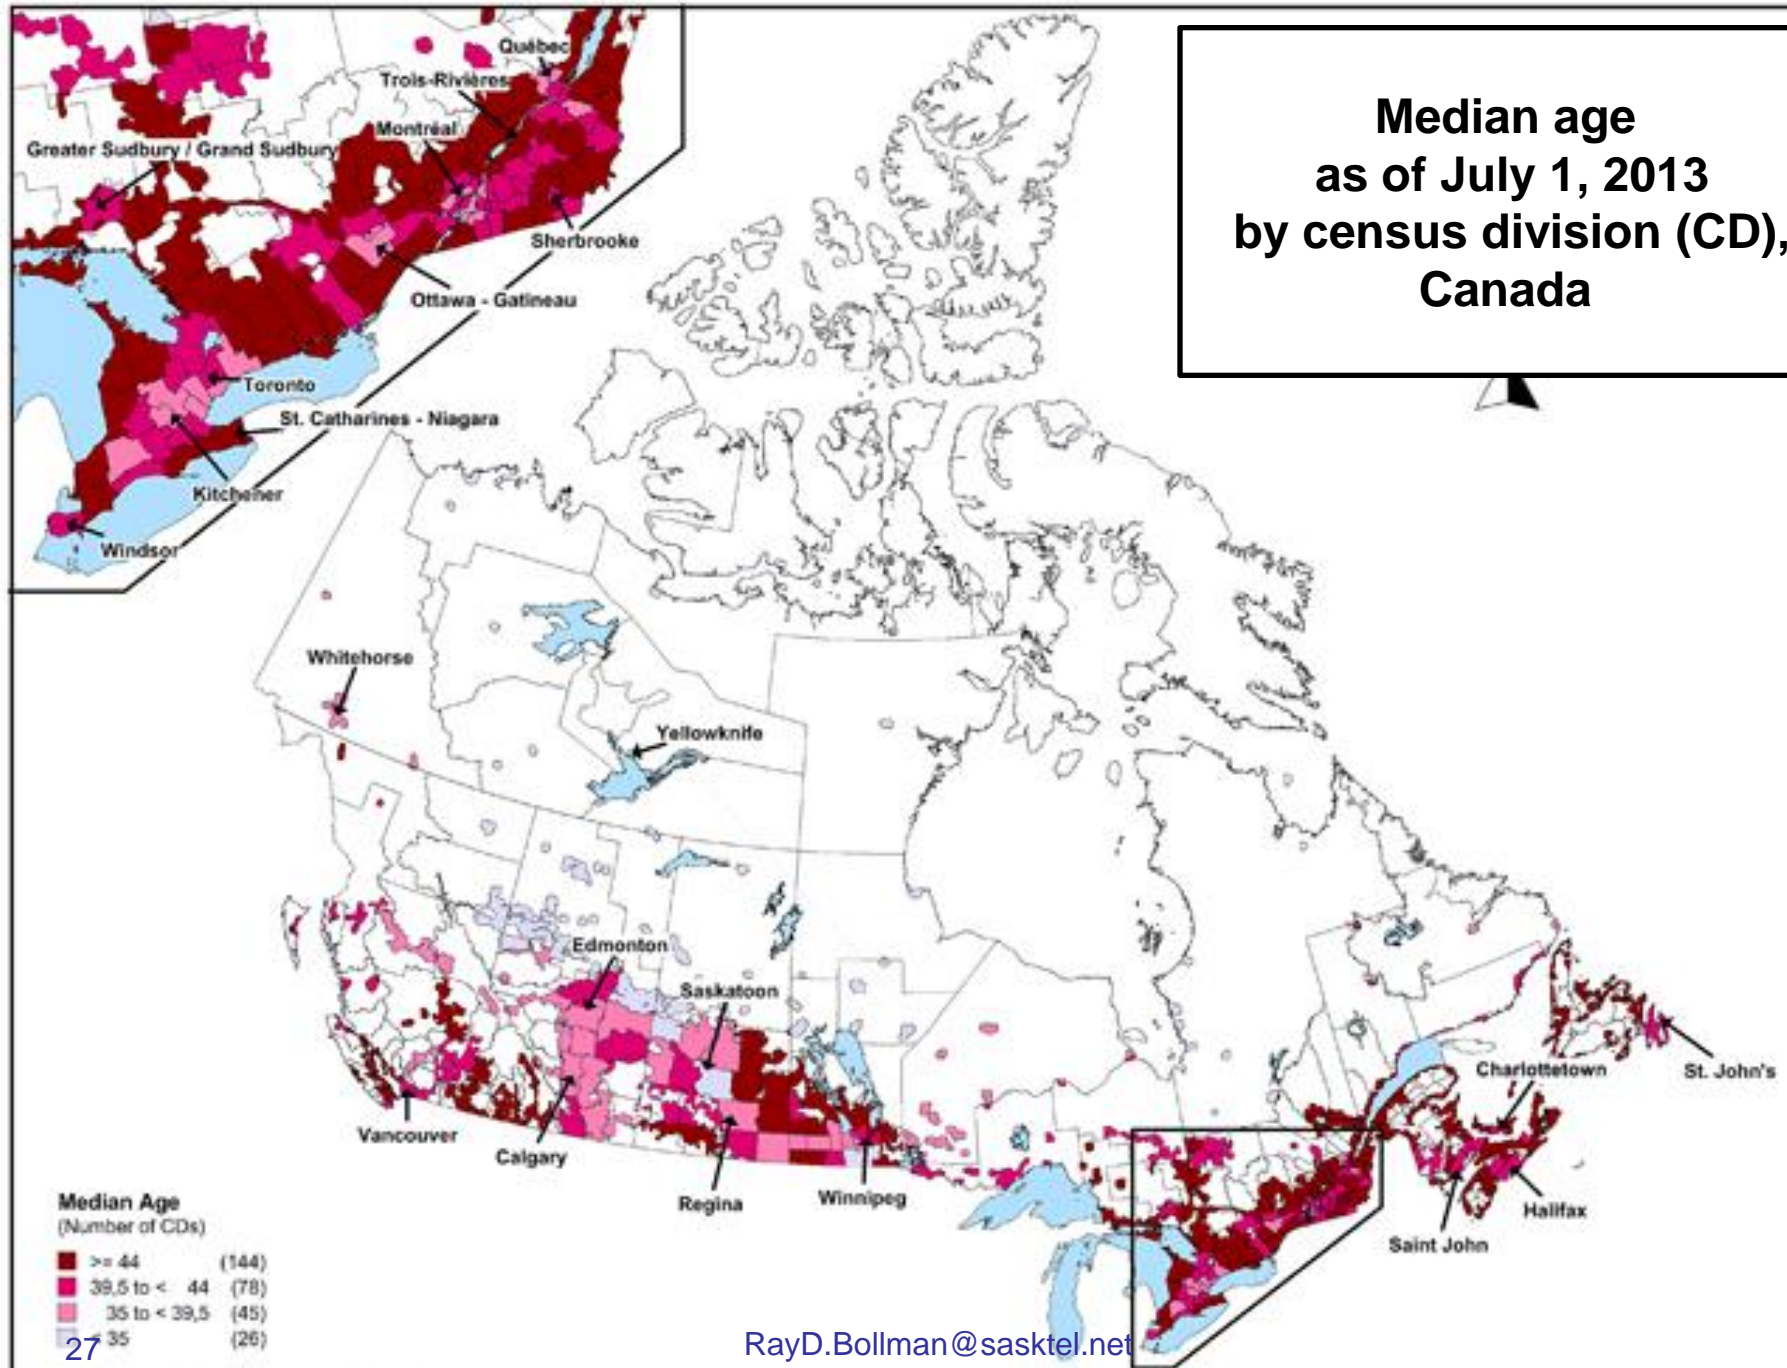 Median age
as of July 1, 2013
by census division (CD),
Canada
Québec
Trois-Rivières
Montréal
Greater Sudbury / Grand Sudbury
Sherbrooke
Ottawa - Gatineau
Toronto
St. Catharines - Niagara
Kitchener
Windsor
Whitehorse
Yellowknife
Edmonton
Saskatoon
Vancouver
Calgary
Regina
Winnipeg
Charlottetown
St. John's
Halifax
Saint John
Median Age
(Number of CDs)
>= 44 (144)
39,5 to < 44 (78)
35 to < 39,5 (45)
< 35 (26)
27
RayD.Bollman@sasktel.net